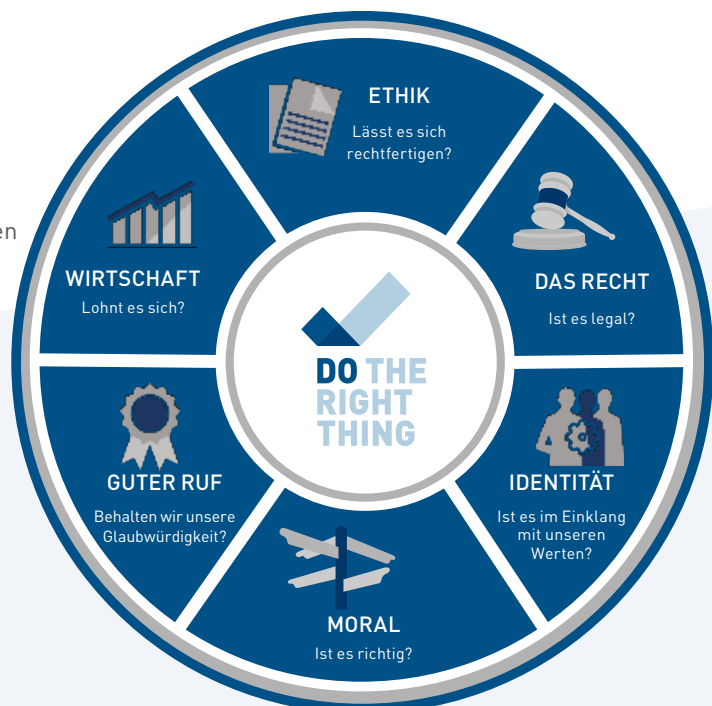 ETHIK
Lässt es sich
rechtfertigen?
DAS RECHT
Ist es legal?
IDENTITÄT
Ist es im Einklang
mit unseren
Werten?
MORAL
Ist es richtig?
GUTER RUF
Behalten wir unsere
Glaubwürdigkeit?
WIRTSCHAFT
Lohnt es sich?
DO THE
RIGHT
THING
en